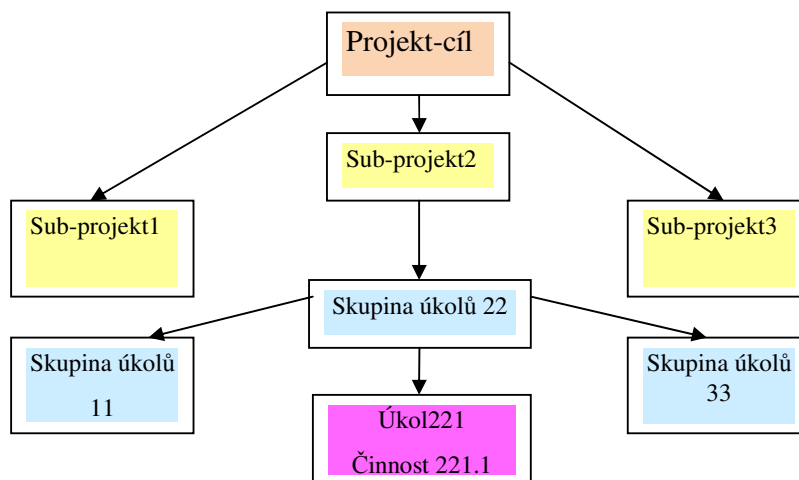 Projekt-cíl
Sub-projekt2
Sub-projekt1
Sub-projekt3
Skupina úkolů 22
Skupina úkolů
11
Skupina úkolů
33
Úkol221
Činnost 221.1